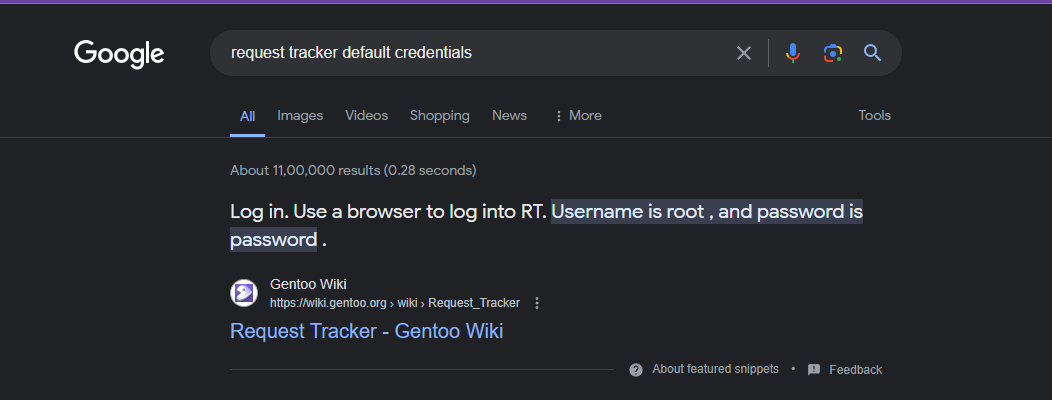 Google
request tracker default credentials
All Images Videos Shopping News More Tools
About 11,00,000 results (0.28 seconds)
Log in. Use a browser to log into RT. Username is root , and password is
password .
Gentoo Wiki
https://wiki.gentoo.org › wiki › Request_Tracker
Request Tracker - Gentoo Wiki
About featured snippets • Feedback